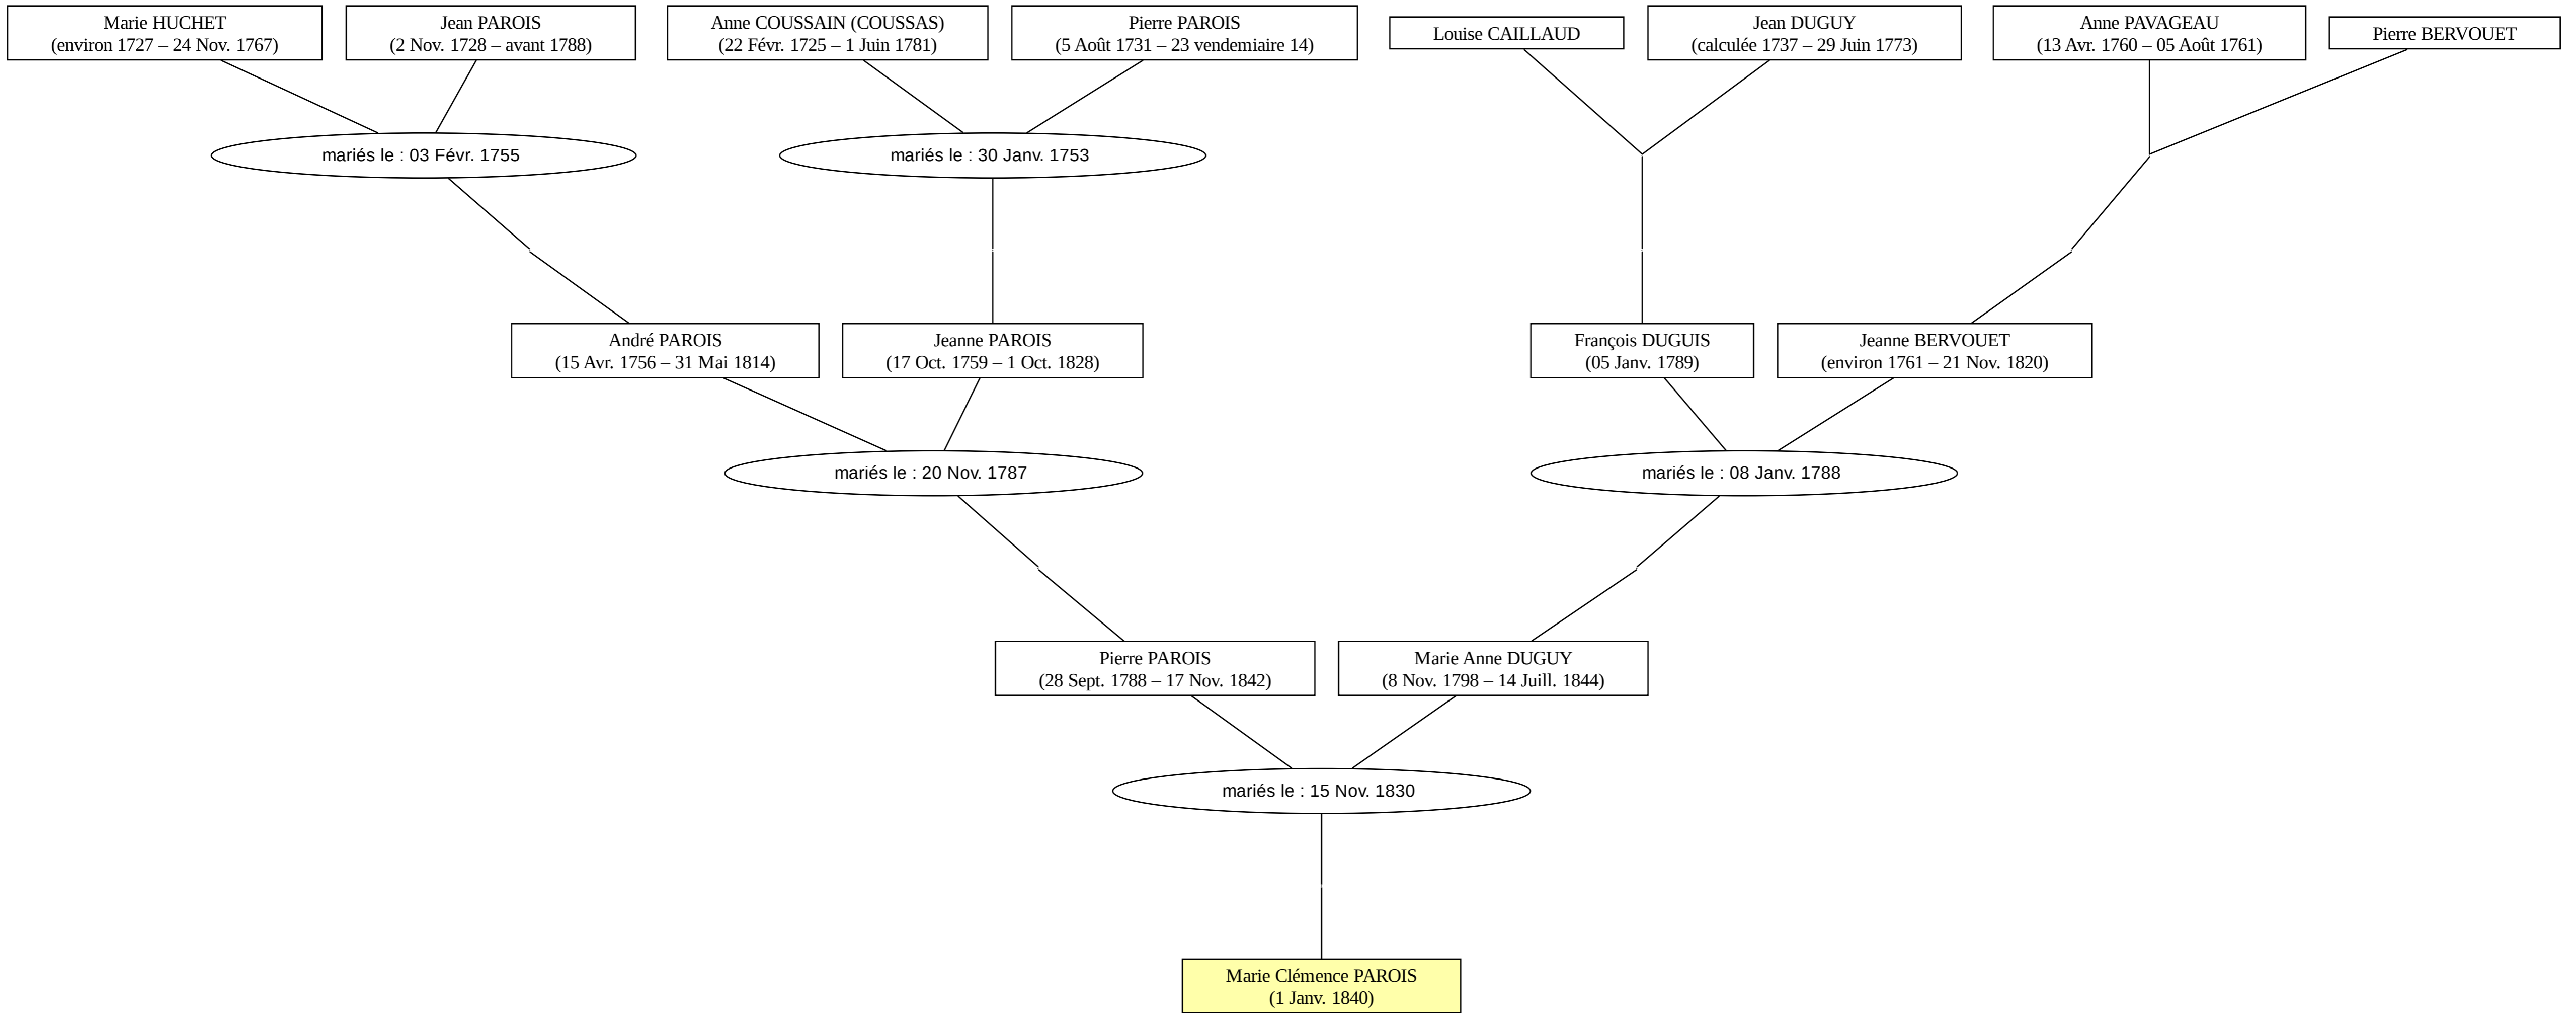 Marie HUCHET
(environ 1727 – 24 Nov. 1767)
Jean PAROIS
(2 Nov. 1728 – avant 1788)
Anne COUSSAIN (COUSSAS)
(22 Févr. 1725 – 1 Juin 1781)
Pierre PAROIS
(5 Août 1731 – 23 vendemiaire 14)
Louise CAILLAUD
Jean DUGUY
(calculée 1737 – 29 Juin 1773)
Anne PAVAGEAU
(13 Avr. 1760 – 05 Août 1761)
Pierre BERVOUET
mariés le : 03 Févr. 1755
mariés le : 30 Janv. 1753
André PAROIS
(15 Avr. 1756 – 31 Mai 1814)
Jeanne PAROIS
(17 Oct. 1759 – 1 Oct. 1828)
François DUGUIS
(05 Janv. 1789)
Jeanne BERVOUET
(environ 1761 – 21 Nov. 1820)
mariés le : 20 Nov. 1787
mariés le : 08 Janv. 1788
Pierre PAROIS
(28 Sept. 1788 – 17 Nov. 1842)
Marie Anne DUGUY
(8 Nov. 1798 – 14 Juill. 1844)
mariés le : 15 Nov. 1830
Marie Clémence PAROIS
(1 Janv. 1840)